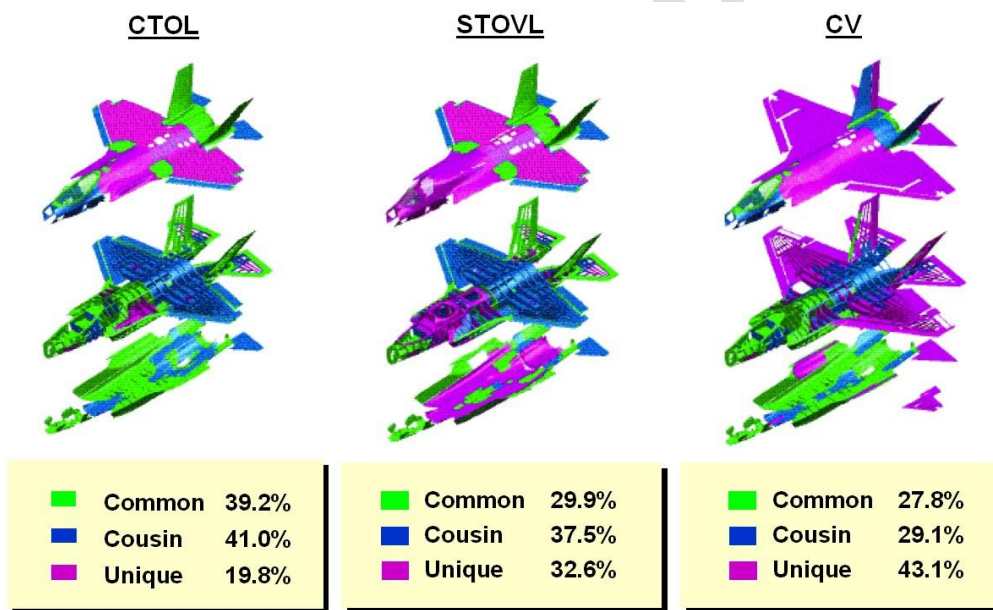 CTOL
STOVL
CV
Common 39.2%
Cousin 41.0%
Unique 19.8%
Common 29.9%
Cousin 37.5%
Unique 32.6%
Common 27.8%
Cousin 29.1%
Unique 43.1%